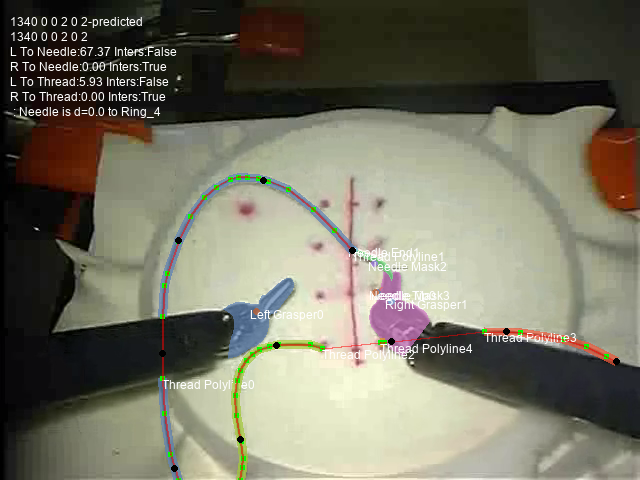 1340 0 0 2 0 2-predicted
1340 0 0 2 0 2
L To Needle:67.37 Inters:False
R To Needle:0.00 Inters:True
L To Thread:5.93 Inters:False
R To Thread:0.00 Inters:True
: Needle is d=0.0 to Ring_4
Needle End1
Thread Polyline1
Needle Mask2
Needle Mask3
Right Grasper1
Left Grasper0
Thread Polyline3
Thread Polyline2
Thread Polyline4
Thread Polyline0